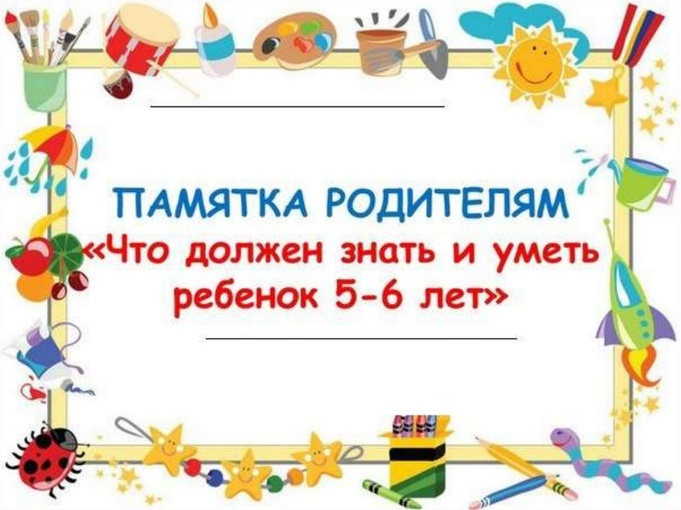 ПАМЯТКА РОДИТЕЛЯМ
«Что должен знать и уметь
ребенок 5-6 лет»